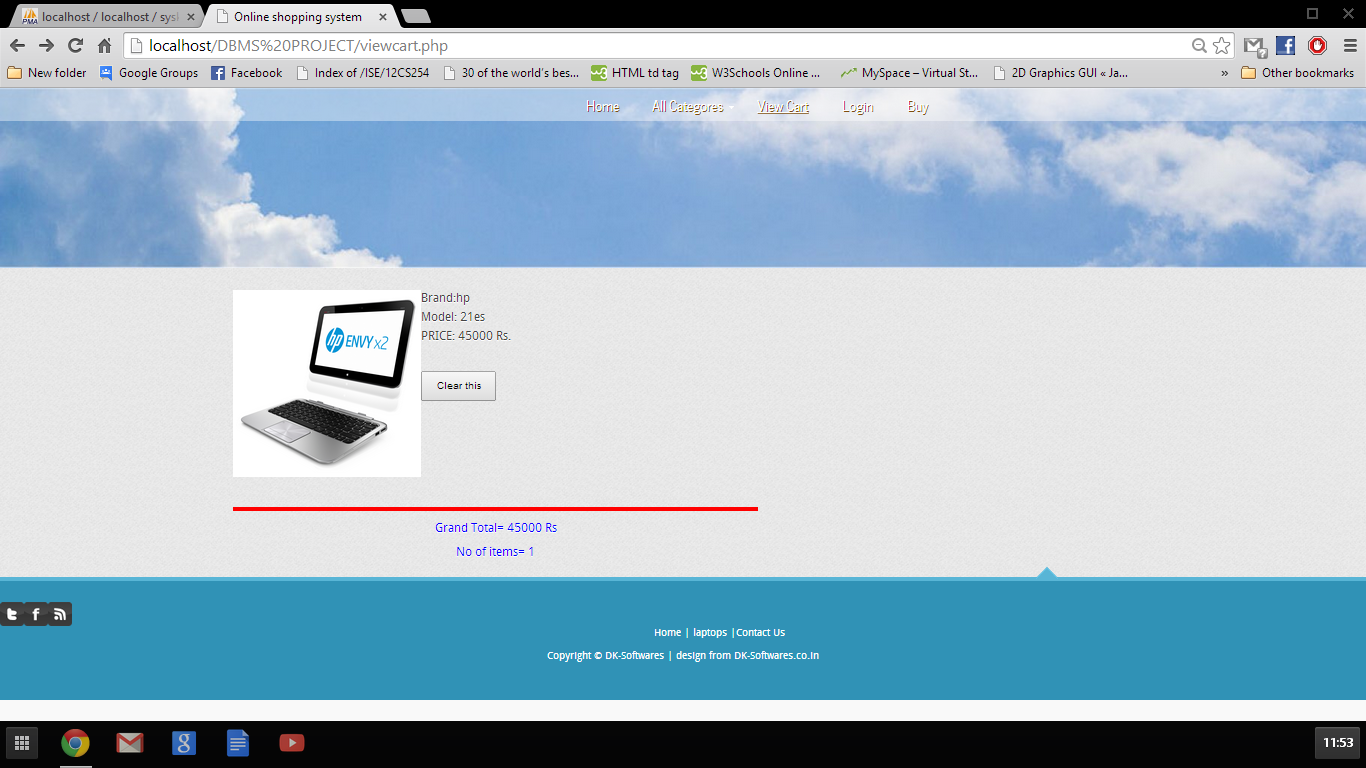 localhost / localhost / sysl
Online shopping system
localhost/DBMS%20PROJECT/viewcart.php
New folder Google Groups Facebook Index of /ISE/12CS254 30 of the world's bes... HTML td tag W3Schools Online ... MySpace – Virtual St... 2D Graphics GUI « Ja... » Other bookmarks
Home All Categores View Cart Login Buy
hp ENVY x2
Brand:hp
Model: 21es
PRICE: 45000 Rs.
Clear this
Grand Total= 45000 Rs
No of items= 1
Home | laptops |Contact Us
Copyright © DK-Softwares | design from DK-Softwares.co.in
11:53